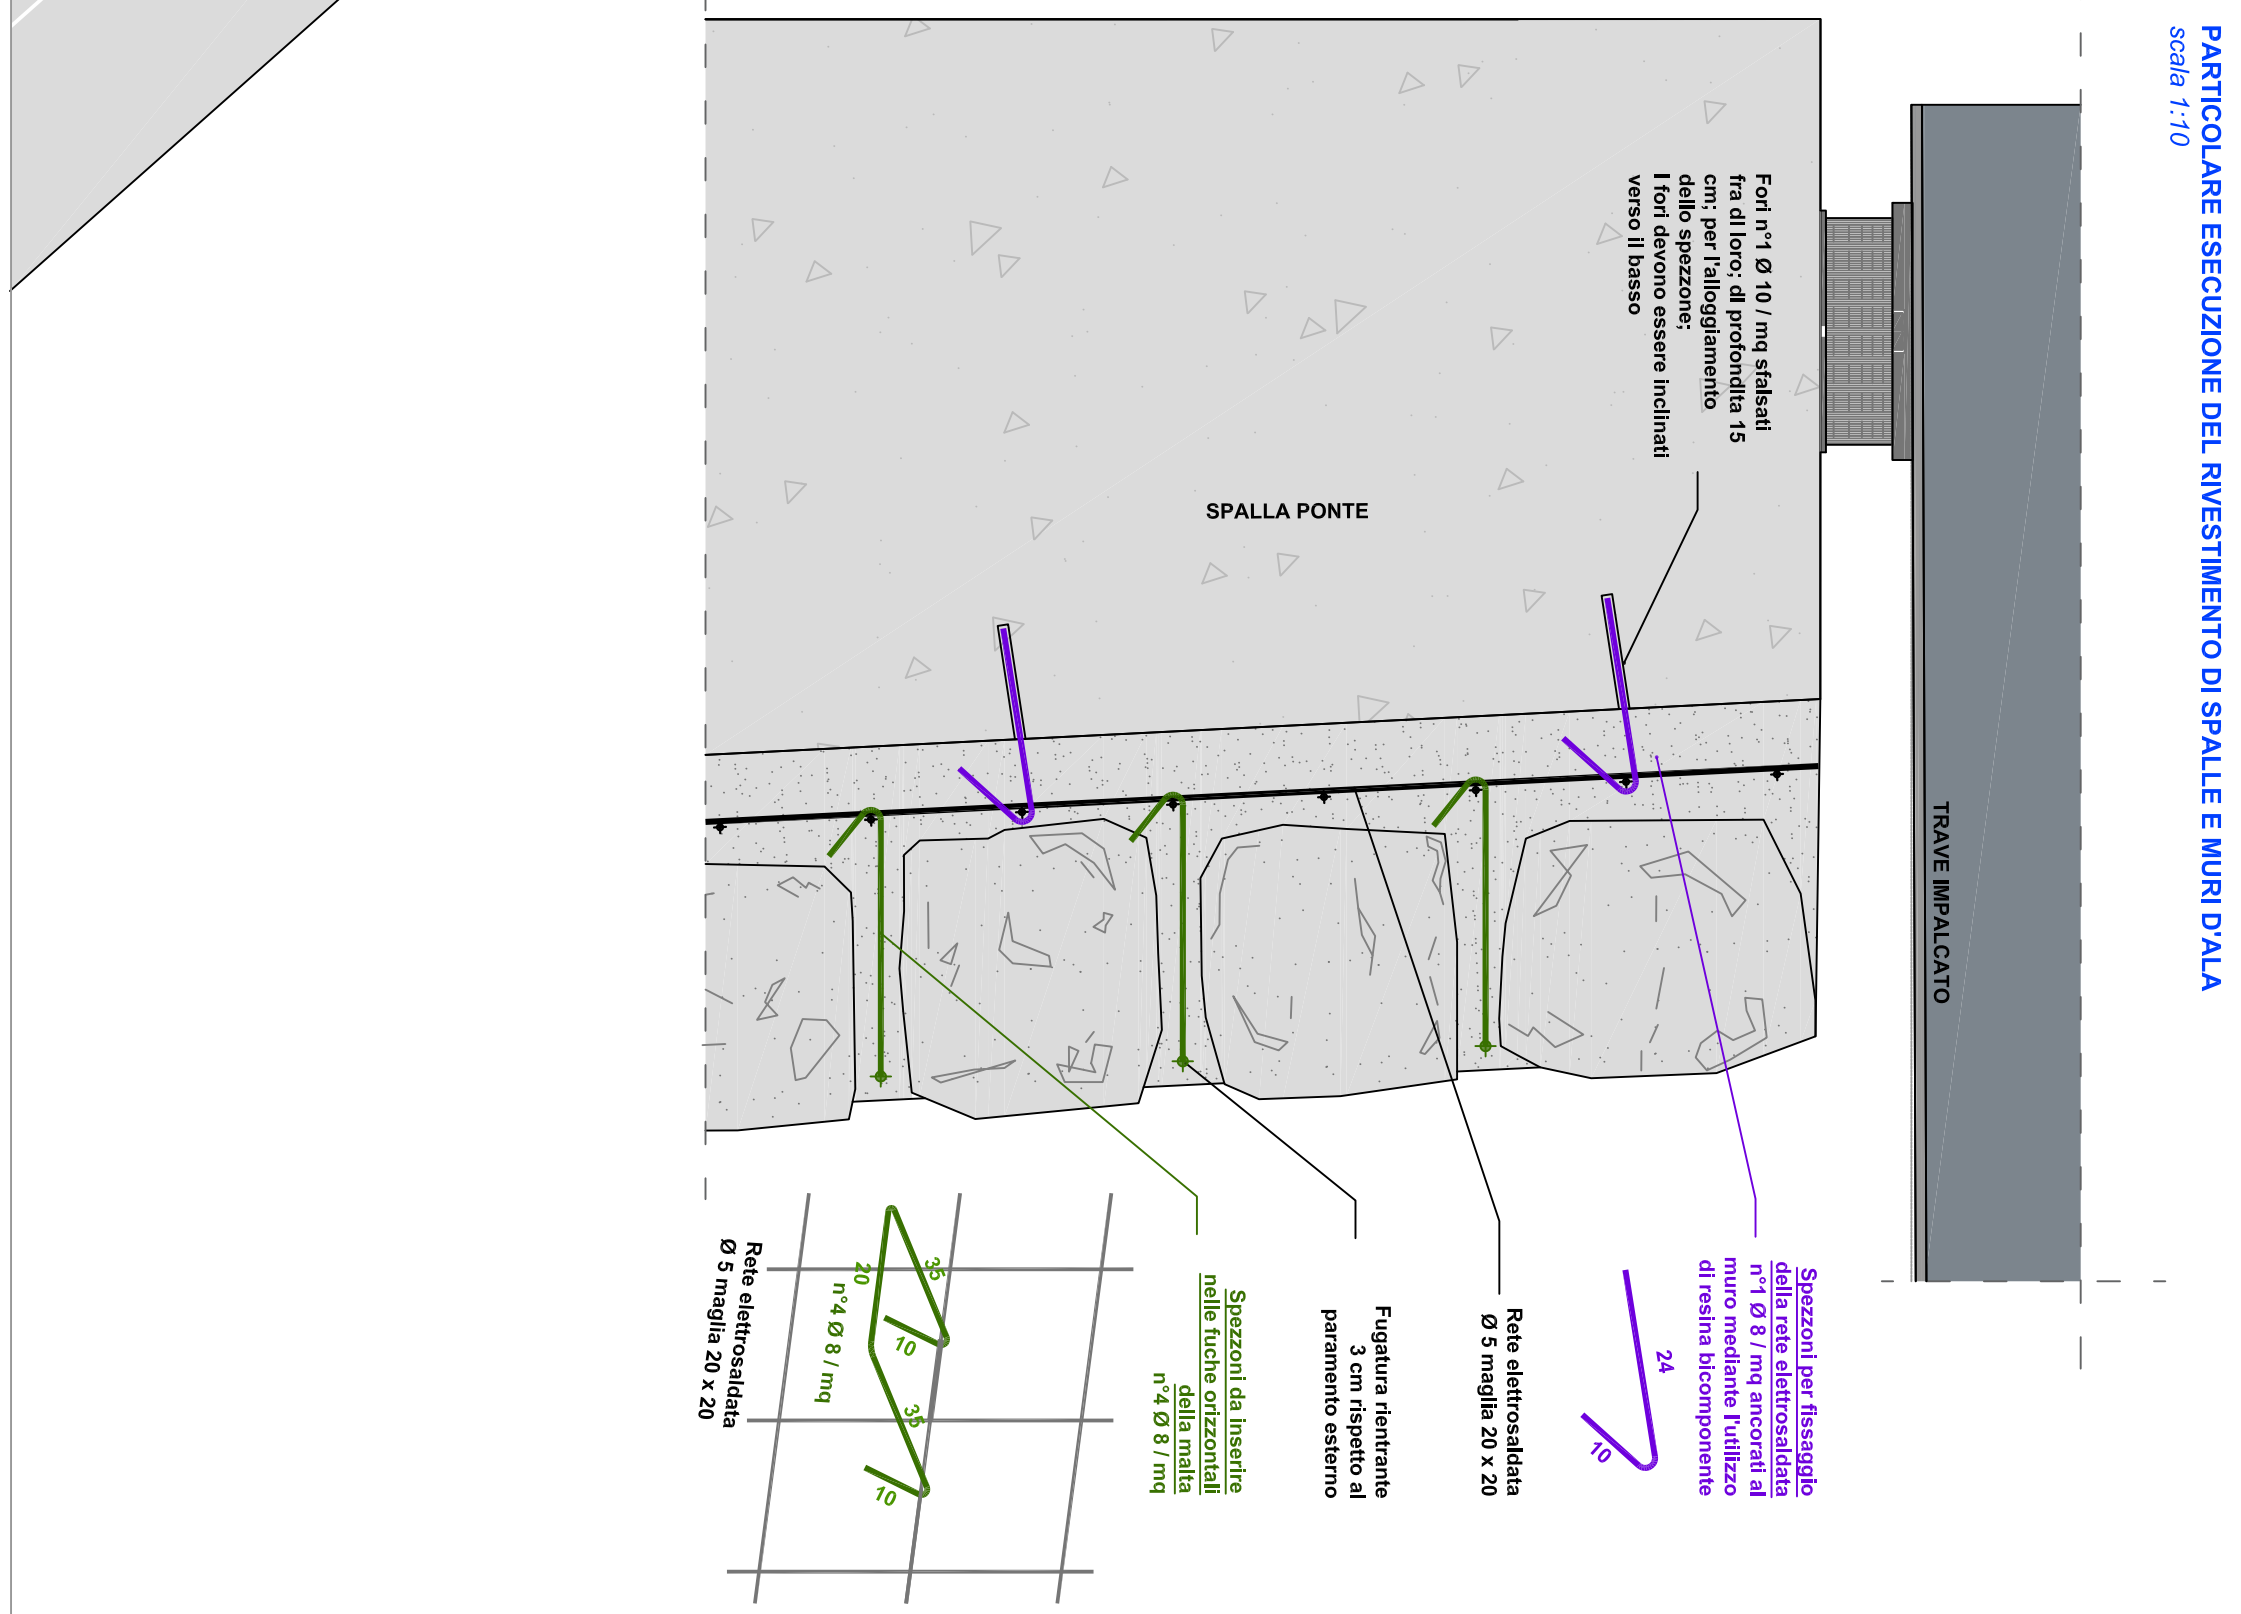 PARTICOLARE ESECUZIONE DEL RIVESTIMENTO DI SPALLE E MURI D'ALA
scala 1:10
TRAVE IMPALCATO
Fori n°1 Ø 10 / mq sfalsati
fra di loro; di profondita 15
cm; per l'alloggiamento
dello spezzone;
I fori devono essere inclinati
verso il basso
SPALLA PONTE
Spezzoni per fissaggio
della rete elettrosaldata
n°1 Ø 8 / mq ancorati al
muro mediante l'utilizzo
di resina bicomponente
24
10
Rete elettrosaldata
Ø 5 maglia 20 x 20
Fugatura rientrante
3 cm rispetto al
paramento esterno
Spezzoni da inserire
nelle fuche orizzontali
della malta
n°4 Ø 8 / mq
35
20
10
35
10
n°4 Ø 8 / mq
Rete elettrosaldata
Ø 5 maglia 20 x 20